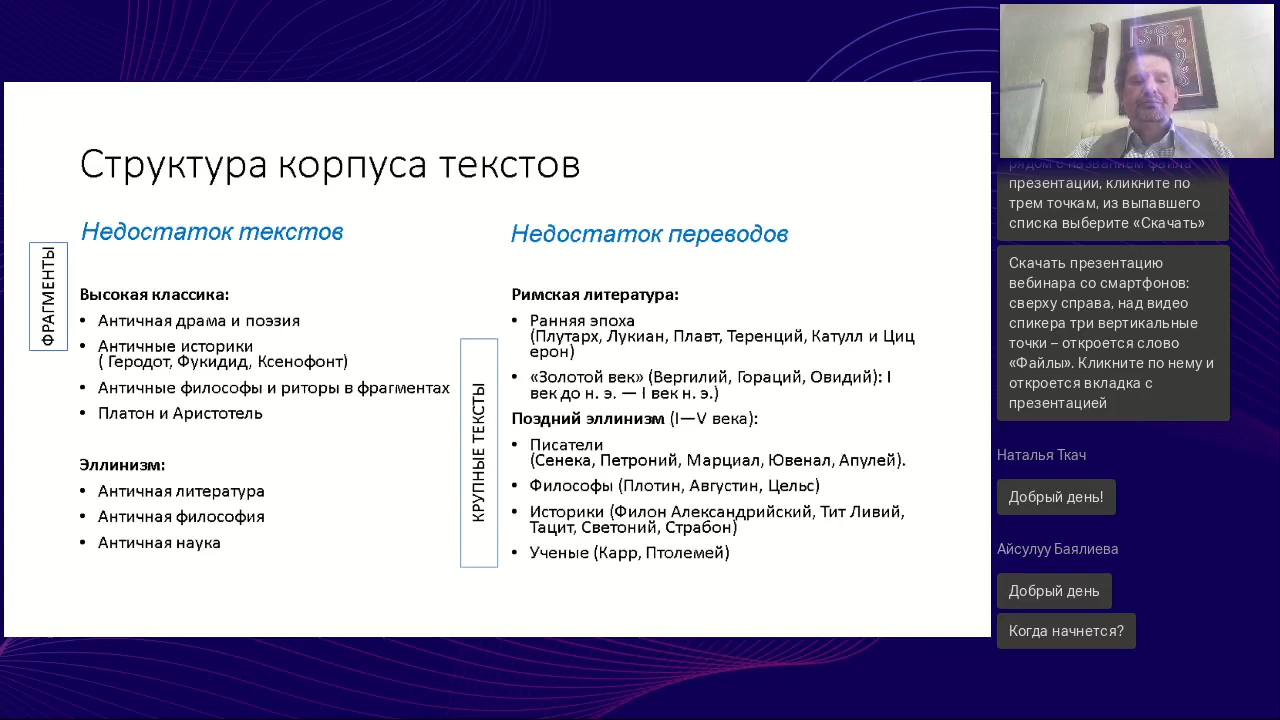 Структура корпуса текстов
Недостаток текстов
ФРАГМЕНТЫ
Высокая классика:
• Античная драма и поэзия
• Античные историки
( Геродот, Фукидид, Ксенофонт)
• Античные философы и риторы в фрагментах
• Платон и Аристотель
Эллинизм:
• Античная литература
• Античная философия
• Античная наука
Недостаток переводов
КРУПНЫЕ ТЕКСТЫ
Римская литература:
• Ранняя эпоха
(Плутарх, Лукиан, Плавт, Теренций, Катулл и Циц
ерон)
• «Золотой век» (Вергилий, Гораций, Овидий): I
век до н. э. — I век н. э.)
Поздний эллинизм (I—V века):
• Писатели
(Сенека, Петроний, Марциал, Ювенал, Апулей).
• Философы (Плотин, Августин, Цельс)
• Историки (Филон Александрийский, Тит Ливий,
Тацит, Светоний, Страбон)
• Ученые (Карр, Птолемей)
рядом с названием файла
презентации, кликните по
трем точкам, из выпавшего
списка выберите «Скачать»
Скачать презентацию
вебинара со смартфонов:
сверху справа, над видео
спикера три вертикальные
точки – откроется слово
«Файлы». Кликните по нему и
откроется вкладка с
презентацией
Наталья Ткач
Добрый день!
Айсулуу Баялиева
Добрый день
Когда начнется?